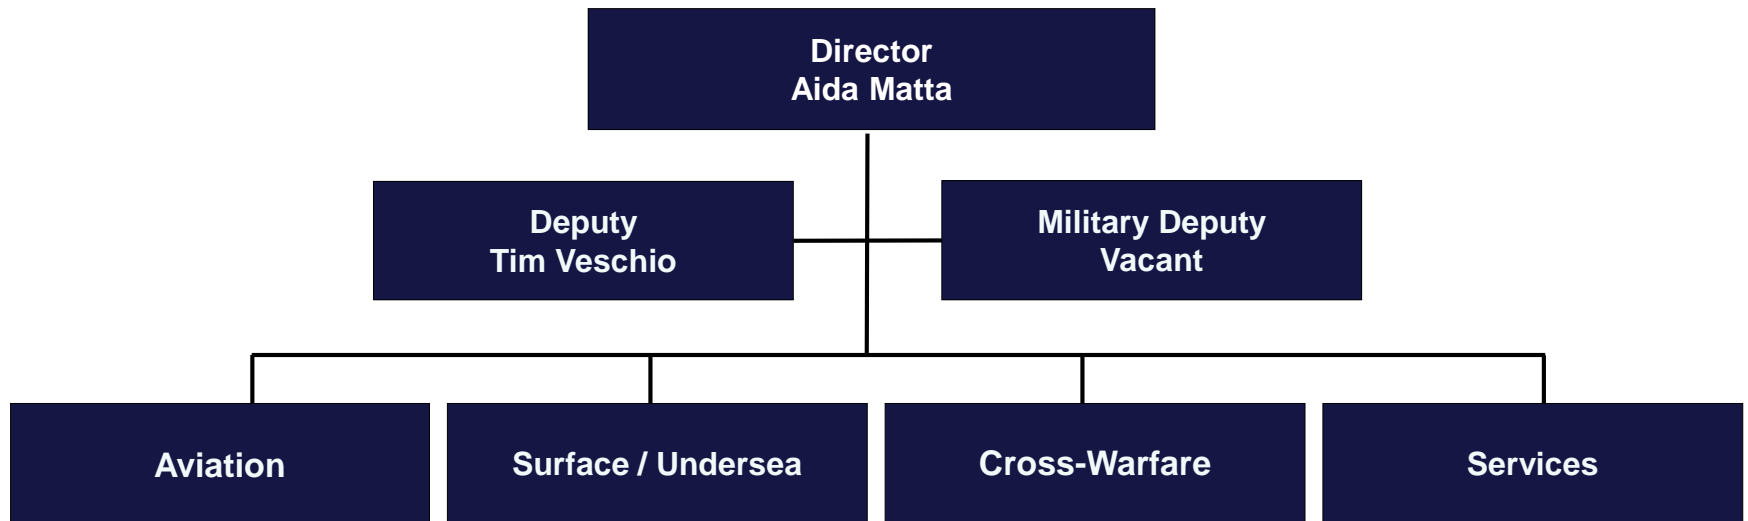 Director
Aida Matta
Deputy
Tim Veschio
Military Deputy
Vacant
Aviation
Surface / Undersea
Cross-Warfare
Services